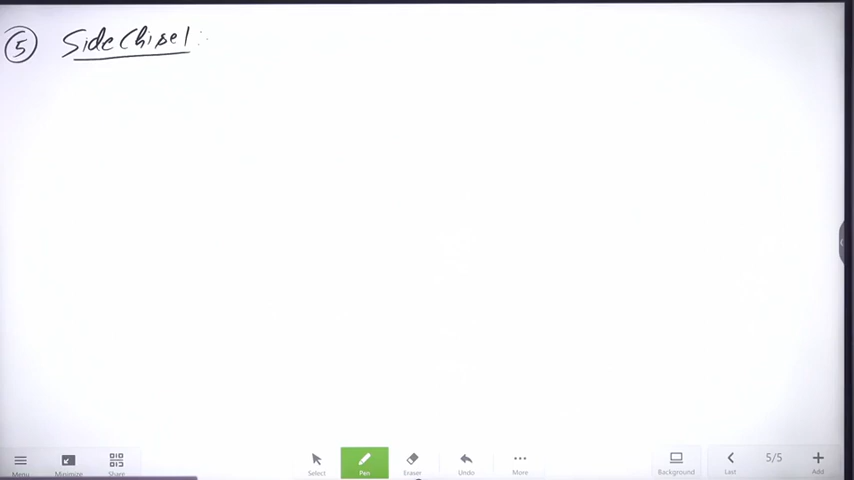 5 Side Chisel :
Menu Minimize Share Select Pen Eraser Undo More Background Last 5/5 Add